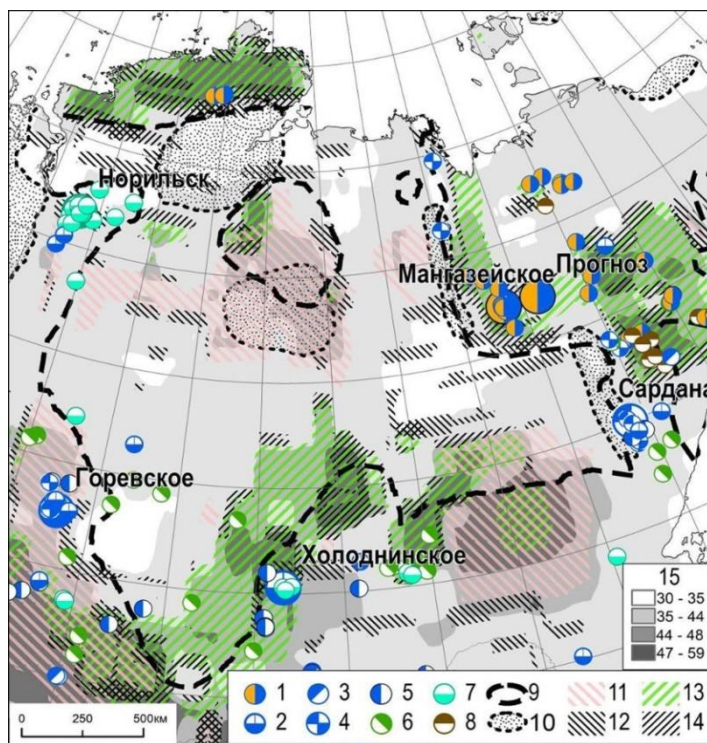 Норильск
Мангазейское
Прогноз
Сардана
Горевское
Холоднинское
15
30 - 35
35 - 44
44 - 48
47 - 59
0 250 500км
1 3 5 7 9 11 13
2 4 6 8 10 12 14